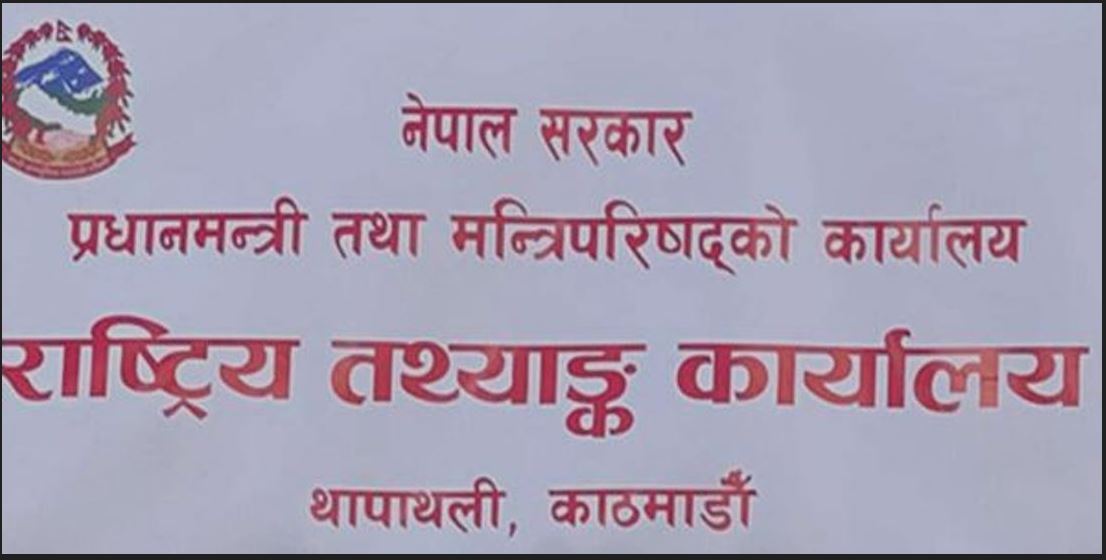 नेपाल सरकार
प्रधानमन्त्री तथा मन्त्रिपरिषद्को कार्यालय
राष्ट्रिय तथ्याङ्क कार्यालय
थापाथली, काठमाडौँ